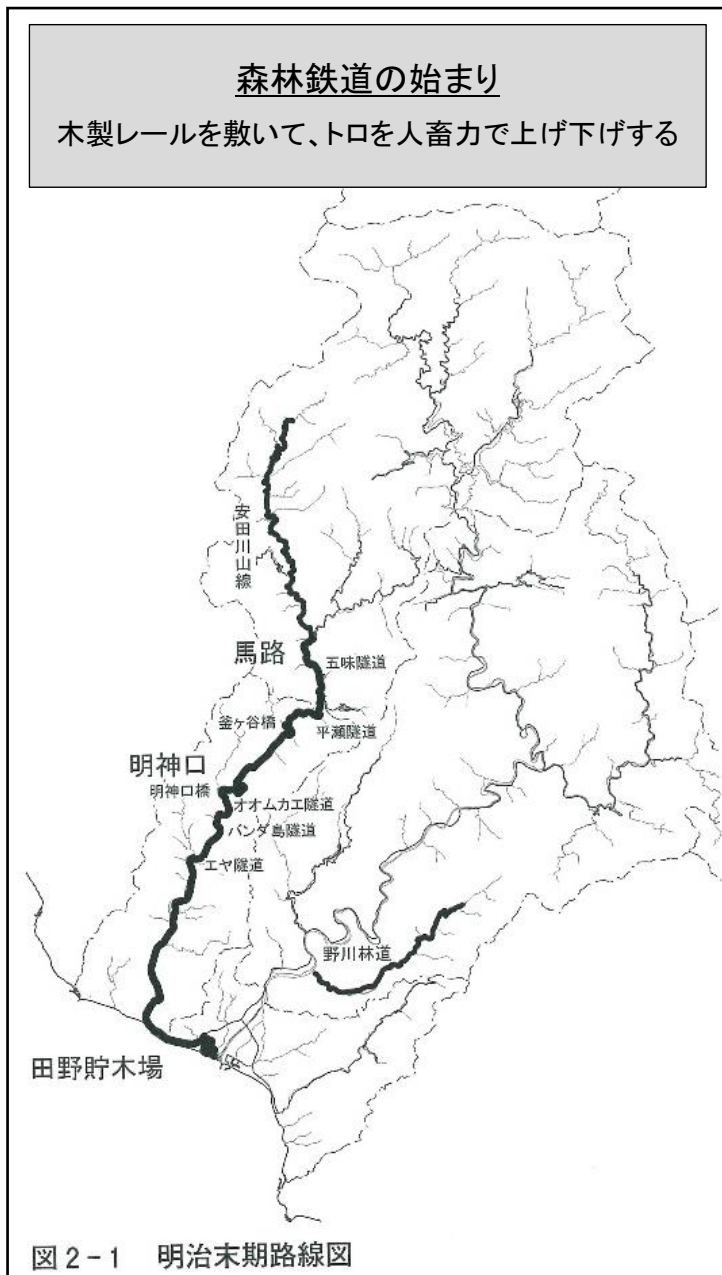 森林鉄道の始まり
木製レールを敷いて、トロを人畜力で上げ下げする
安田川山線
馬路
五味隧道
釜ヶ谷橋
平瀬隧道
明神口
明神口橋
オオムカエ隧道
バンダ島隧道
エヤ隧道
野川林道
田野貯木場
図2-1 明治末期路線図